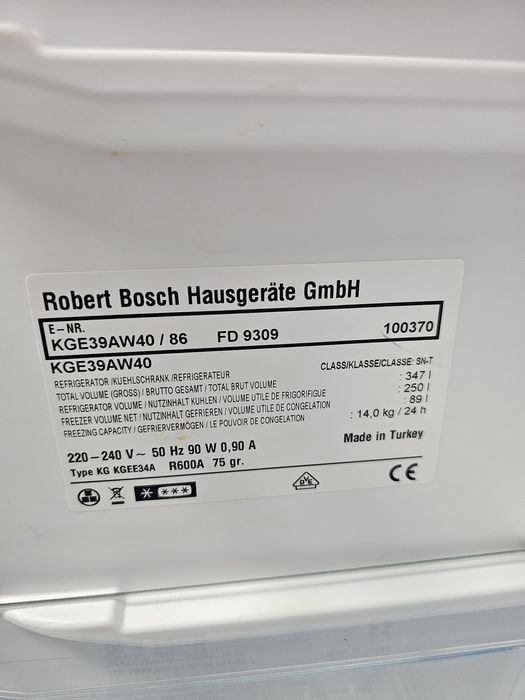 Robert Bosch Hausgeräte GmbH
E-NR.
KGE39AW40 / 86 FD 9309 100370
KGE39AW40
CLASS/KLASSE/CLASSE: SN-T
REFRIGERATOR /KUEHLSCHRANK /REFRIGERATEUR
TOTAL VOLUME (GROSS) / BRUTTO GESAMT / TOTAL BRUT VOLUME : 347 l
REFRIGERATOR VOLUME / NUTZINHALT KUHLEN / VOLUME UTILE DE FRIGORIFIGUE : 250 l
FREEZER VOLUME NET / NUTZINHALT GEFRIEREN / VOLUME UTILE DE CONGELATION : 89 l
FREEZING CAPACITY / GEFRIERVERMÖGEN / LE POUVOIR DE CONGELATION : 14,0 kg / 24 h
220-240 V~ 50 Hz 90 W 0,90 A Made in Turkey
Type KG KGEE34A R600A 75 gr.
DVE CE